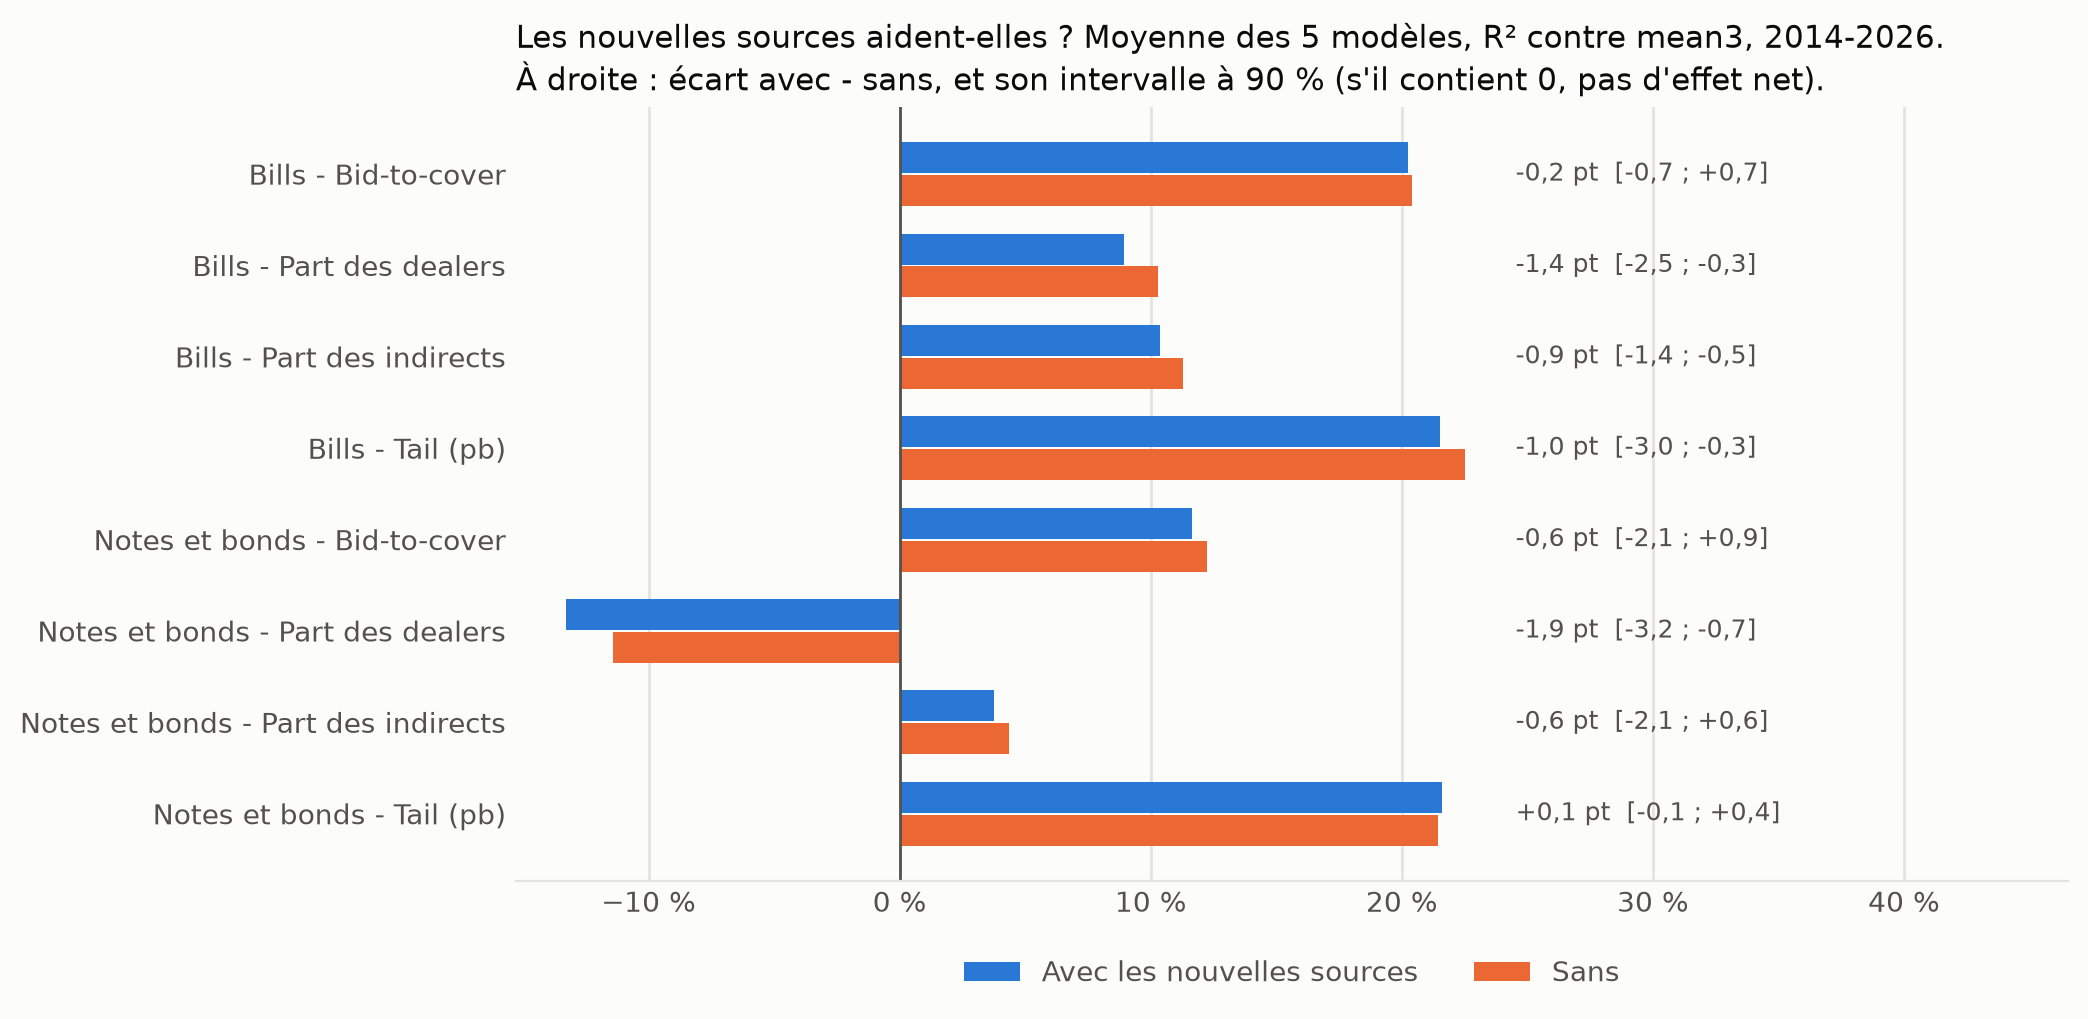 Les nouvelles sources aident-elles ? Moyenne des 5 modèles, R² contre mean3, 2014-2026.
À droite : écart avec - sans, et son intervalle à 90 % (s'il contient 0, pas d'effet net).
Bills - Bid-to-cover -0,2 pt [-0,7 ; +0,7]
Bills - Part des dealers -1,4 pt [-2,5 ; -0,3]
Bills - Part des indirects -0,9 pt [-1,4 ; -0,5]
Bills - Tail (pb) -1,0 pt [-3,0 ; -0,3]
Notes et bonds - Bid-to-cover -0,6 pt [-2,1 ; +0,9]
Notes et bonds - Part des dealers -1,9 pt [-3,2 ; -0,7]
Notes et bonds - Part des indirects -0,6 pt [-2,1 ; +0,6]
Notes et bonds - Tail (pb) +0,1 pt [-0,1 ; +0,4]
−10 % 0 % 10 % 20 % 30 % 40 %
Avec les nouvelles sources Sans